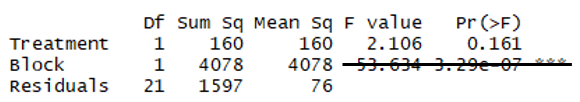 Df Sum Sq Mean Sq F value Pr(>F)
Treatment 1 160 160 2.106 0.161
Block 1 4078 4078 53.634 3.29e-07 ***
Residuals 21 1597 76